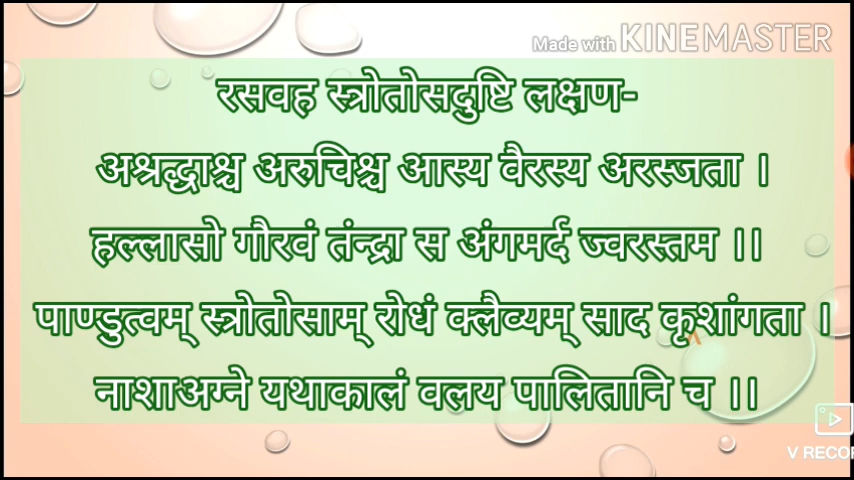 Made with KINEMASTER
रसवह स्त्रोतोसदुष्टि लक्षण-
अश्रद्धाश्च अरुचिश्च आस्य वैरस्य अरस्जता ।
हल्लासो गौरवं तंन्द्रा स अंगमर्द ज्वरस्तम ।।
पाण्डुत्वम् स्त्रोतोसाम् रोधं क्लैव्यम् साद कृशांगता ।
नाशाअग्ने यथाकालं वलय पालितानि च ।।
V RECOR